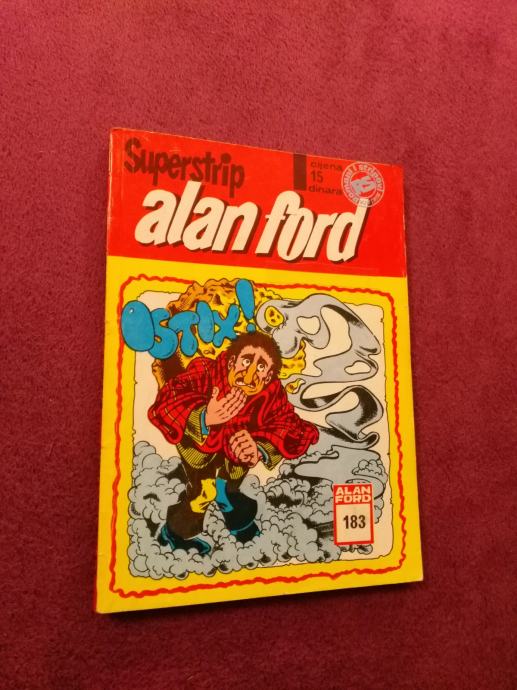 Superstrip
cijena
15
dinara
alan ford
OSTIX!
ALAN
FORD
183